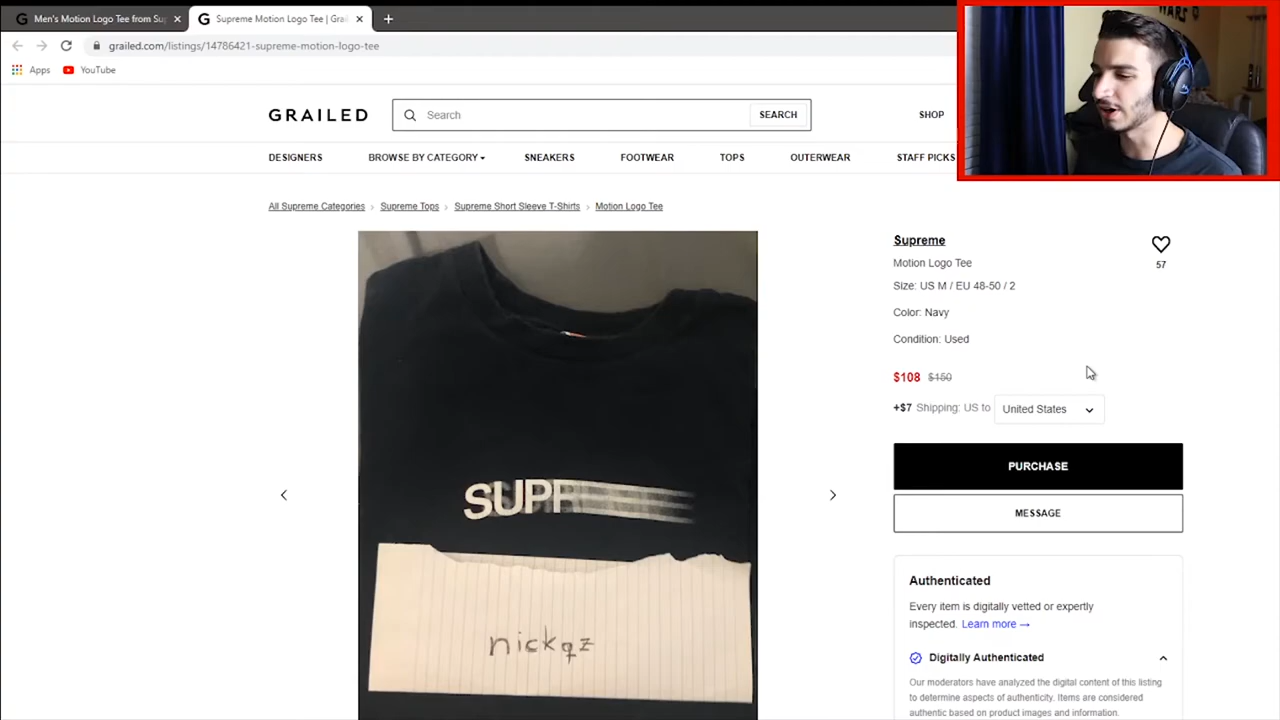 Men's Motion Logo Tee from Su
Supreme Motion Logo Tee | Grai
grailed.com/listings/14786421-supreme-motion-logo-tee
Apps
YouTube
GRAILED
Search
SEARCH
SHOP
DESIGNERS
BROWSE BY CATEGORY
SNEAKERS
FOOTWEAR
TOPS
OUTERWEAR
STAFF PICKS
All Supreme Categories > Supreme Tops > Supreme Short Sleeve T-Shirts > Motion Logo Tee
Supreme
57
Motion Logo Tee
Size: US M / EU 48-50 / 2
Color: Navy
Condition: Used
$108 $150
+$7 Shipping: US to United States
PURCHASE
MESSAGE
SUPR
nickqz
Authenticated
Every item is digitally vetted or expertly
inspected. Learn more →
Digitally Authenticated
Our moderators have analyzed the digital content of this listing
to determine aspects of authenticity. Items are considered
authentic based on product images and information.